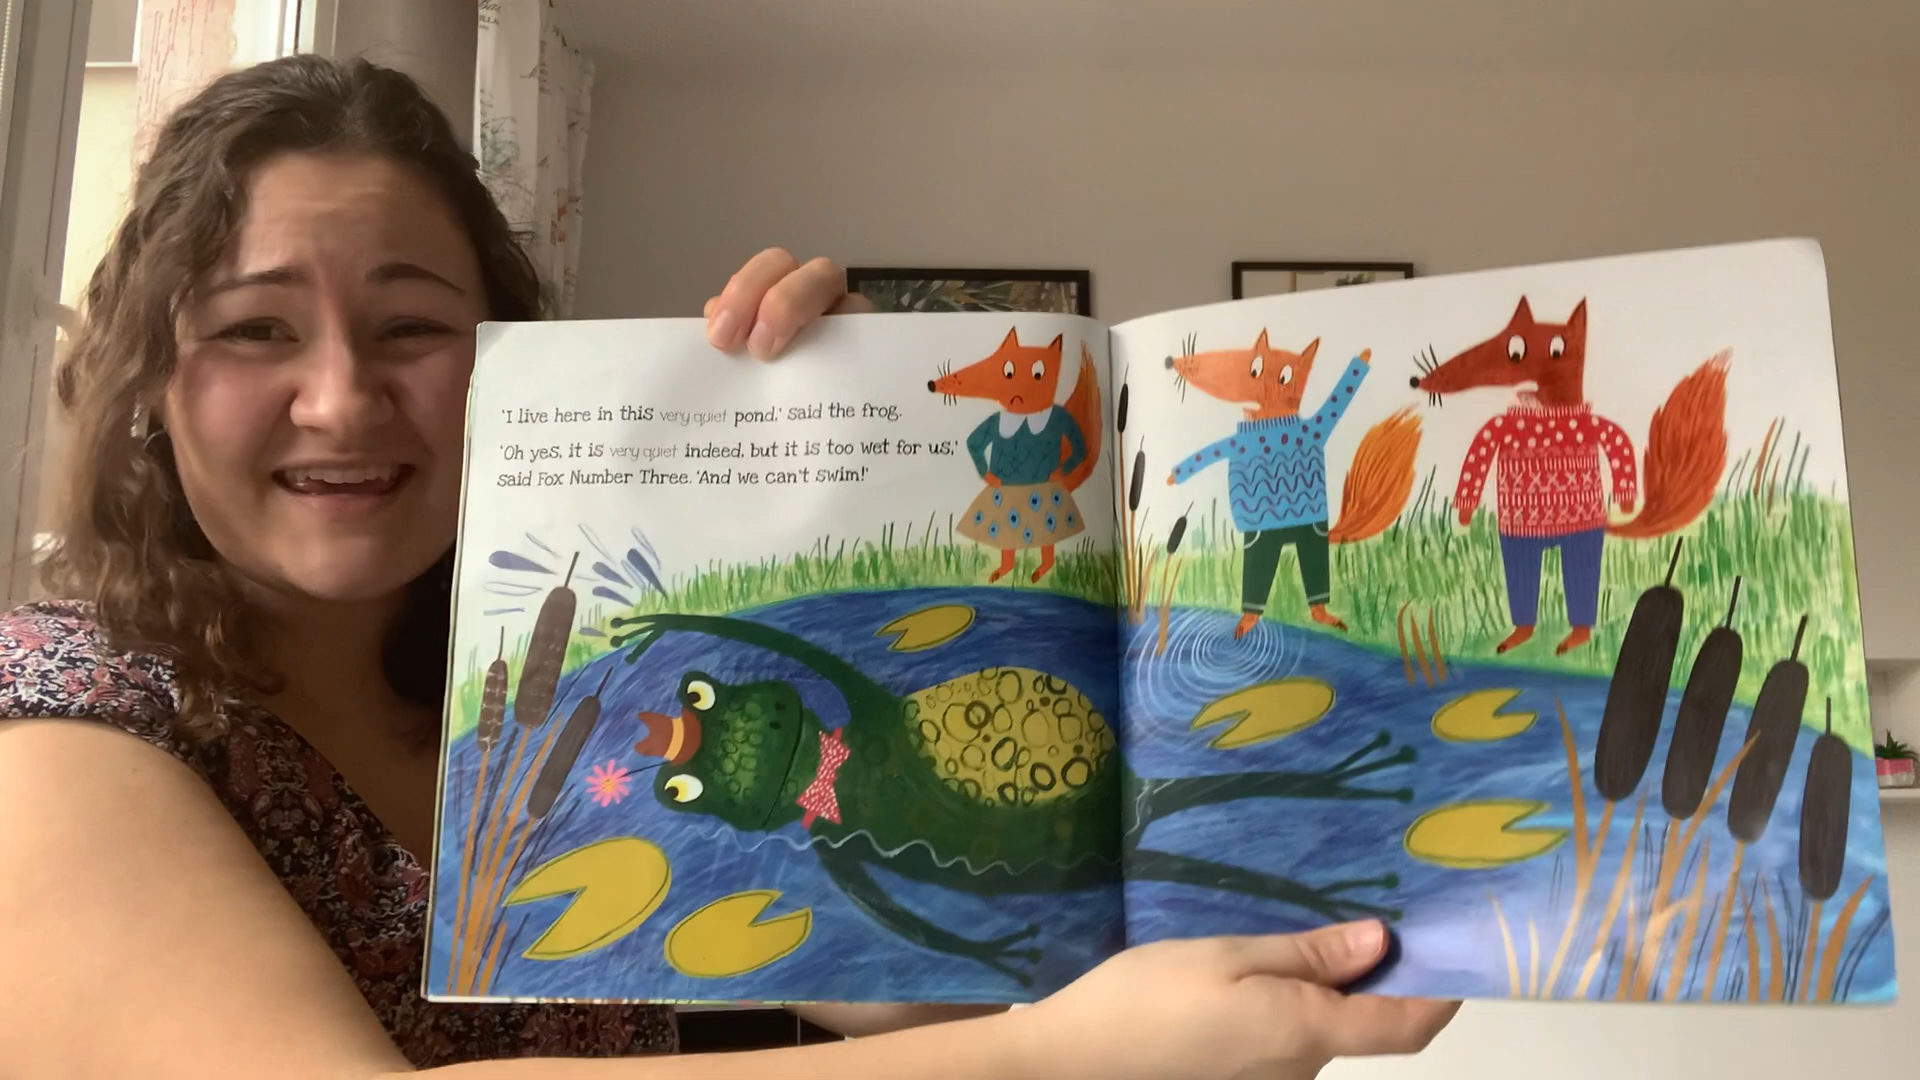 'I live here in this very quiet pond,' said the frog.
'Oh yes, it is very quiet indeed, but it is too wet for us,'
said Fox Number Three. 'And we can't swim!'